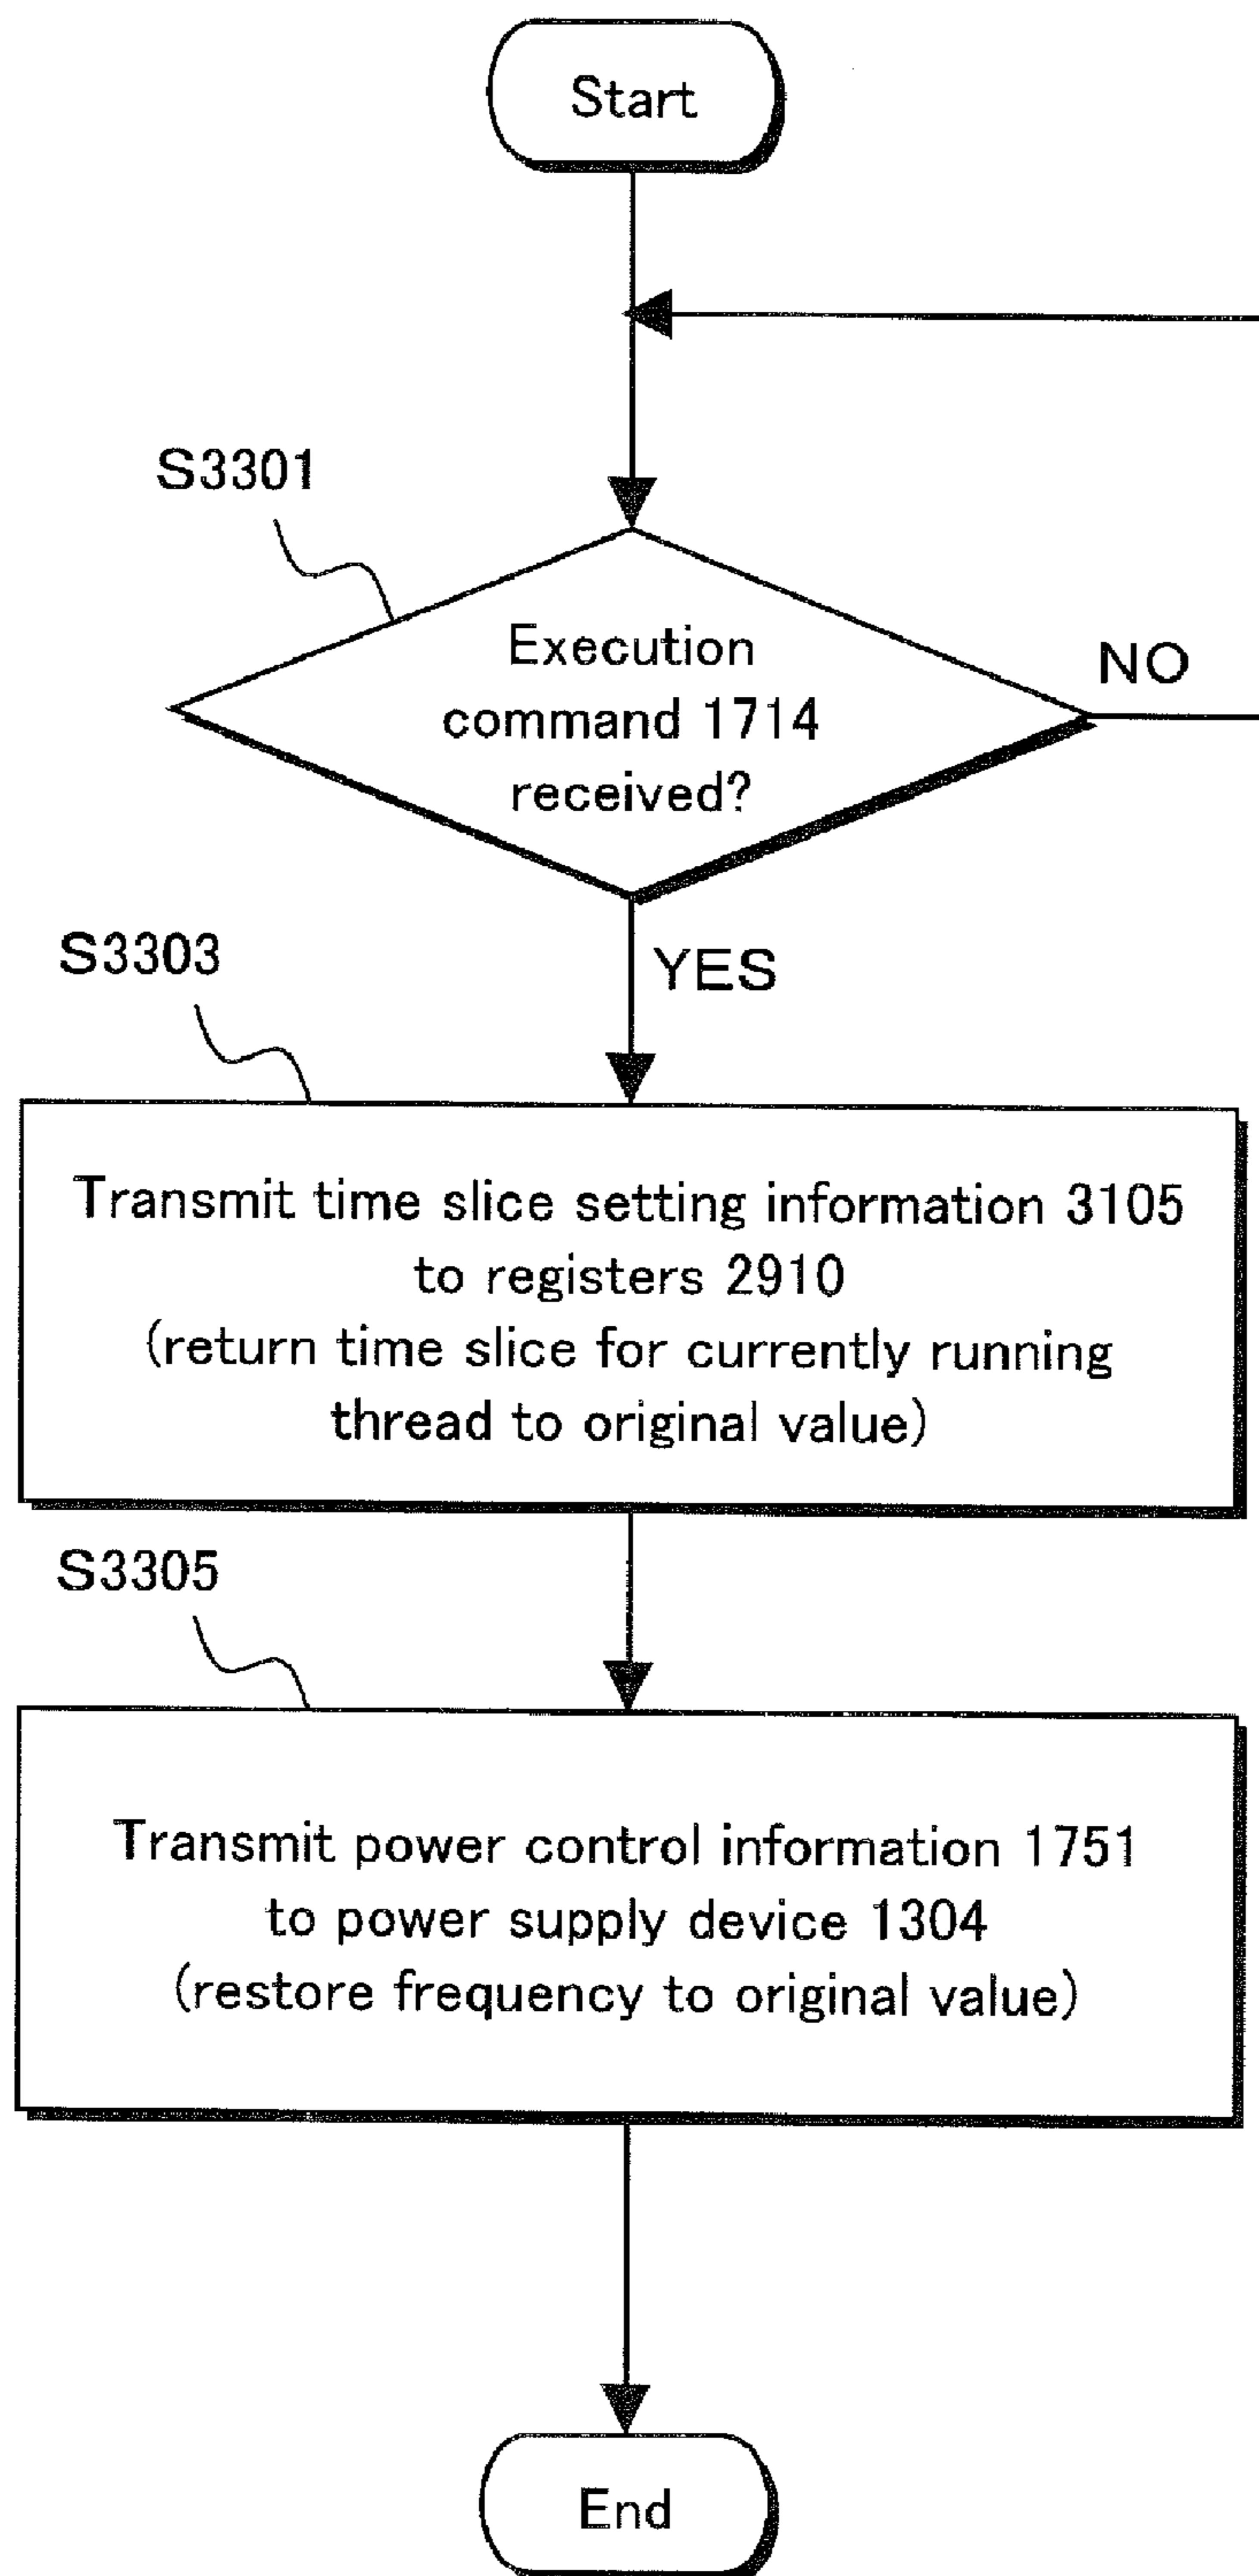 Start
S3301
Execution
command 1714
received?
NO
YES
S3303
Transmit time slice setting information 3105
to registers 2910
(return time slice for currently running
thread to original value)
S3305
Transmit power control information 1751
to power supply device 1304
(restore frequency to original value)
End